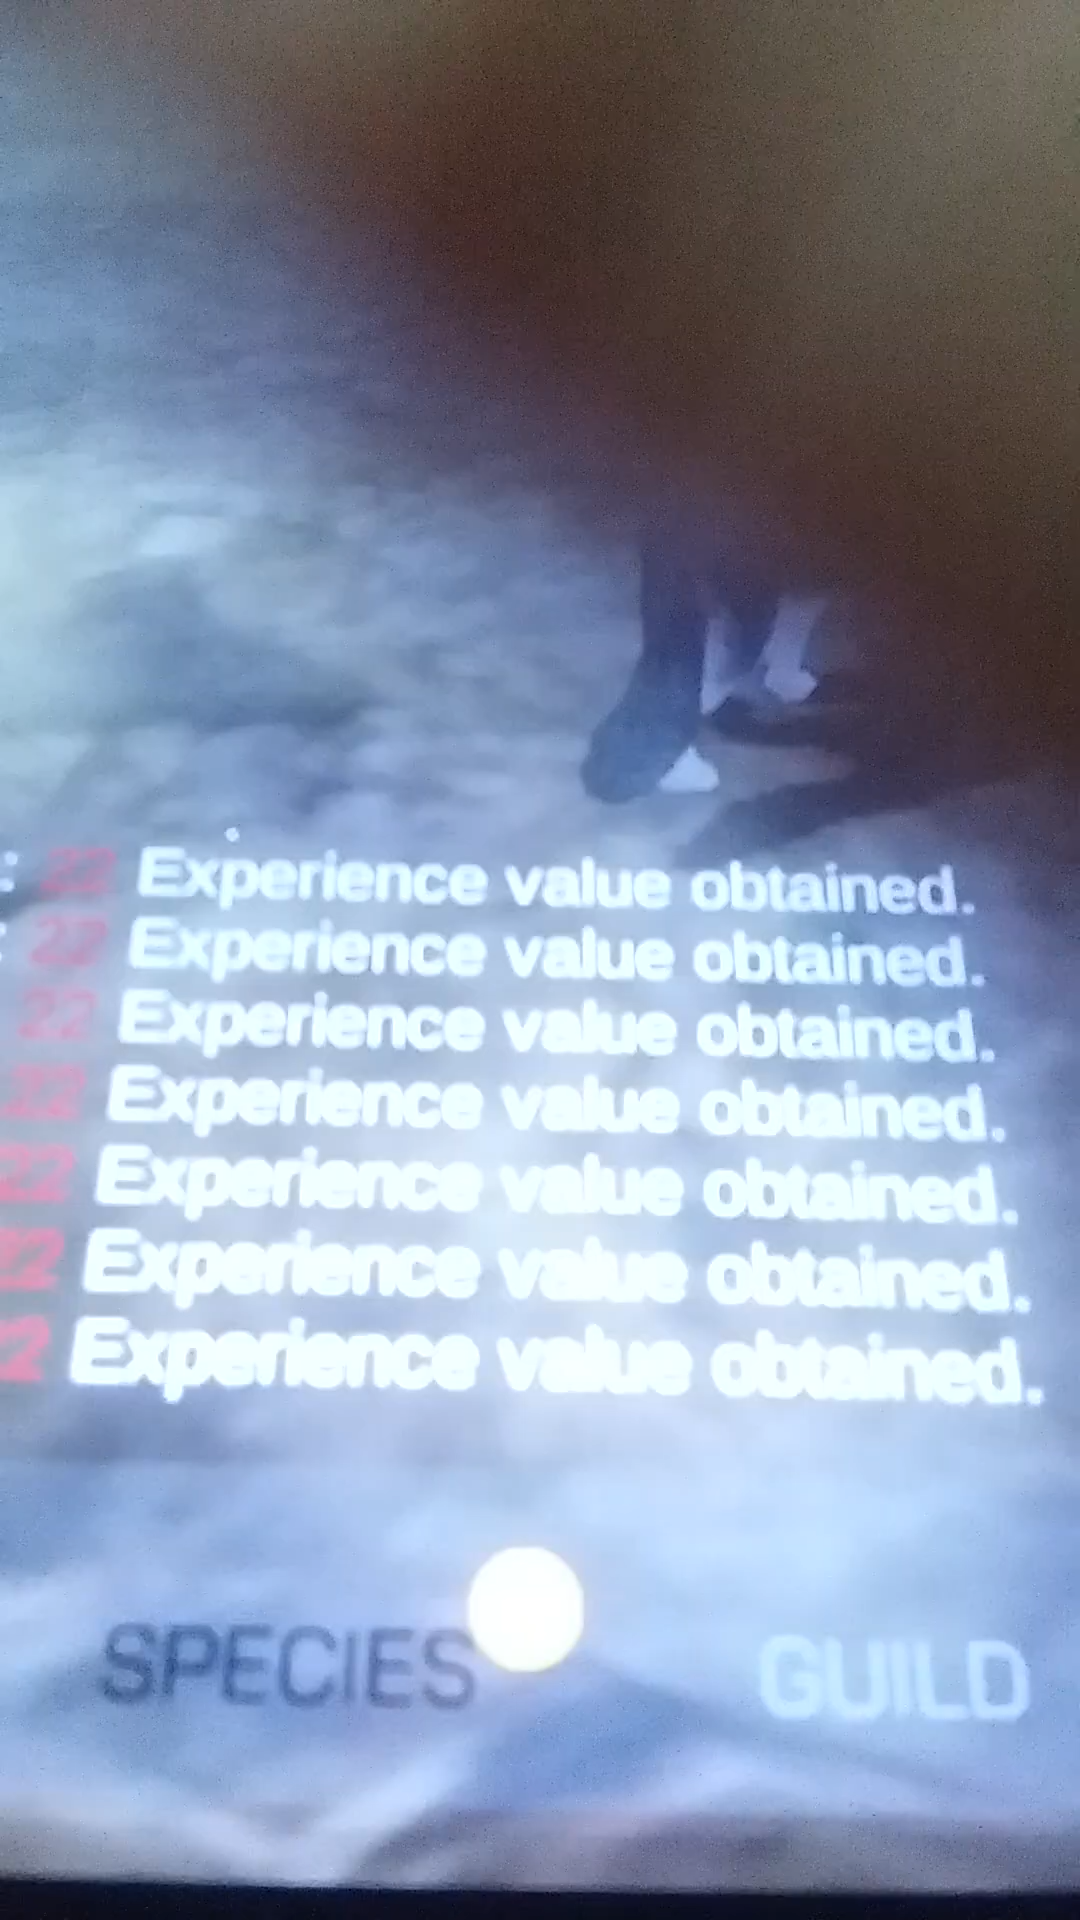 : 22 Experience value obtained.
: 22 Experience value obtained.
22 Experience value obtained.
22 Experience value obtained.
22 Experience value obtained.
22 Experience value obtained.
2 Experience value obtained.
SPECIES GUILD